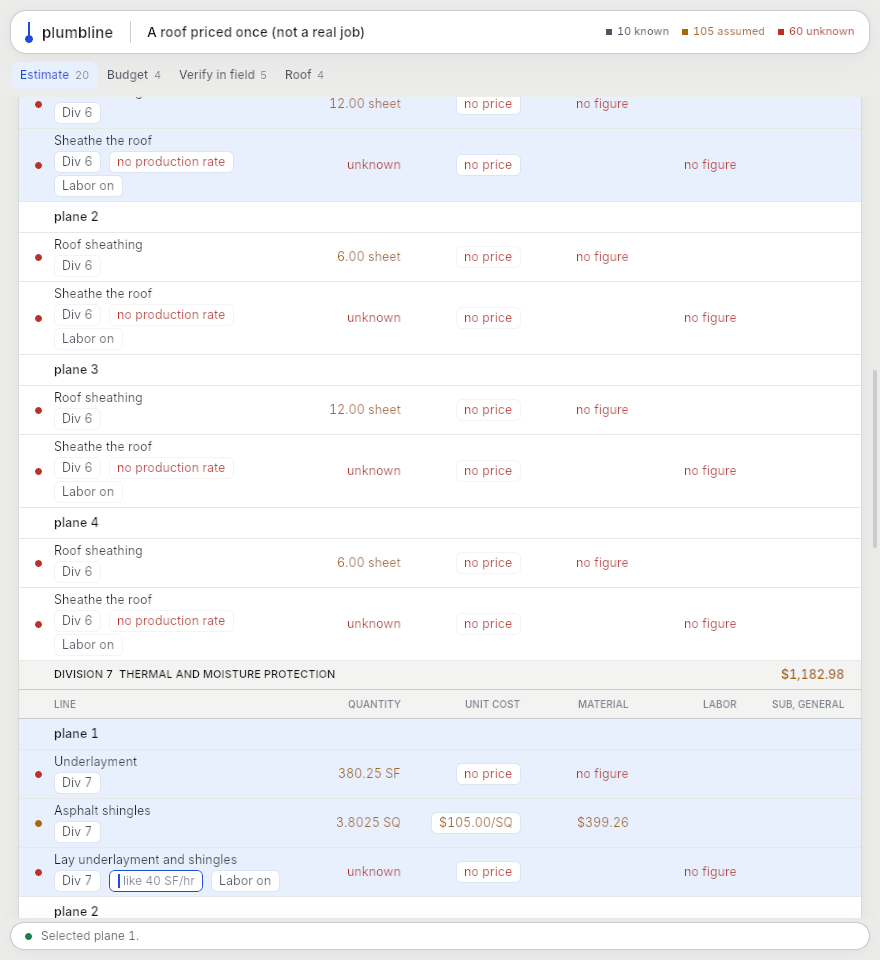 plumbline
A roof priced once (not a real job)
10 known 105 assumed 60 unknown
Estimate 20 Budget 4 Verify in field 5 Roof 4
12.00 sheet no price no figure
Div 6
Sheathe the roof
Div 6 no production rate unknown no price no figure
Labor on
plane 2
Roof sheathing
6.00 sheet no price no figure
Div 6
Sheathe the roof
Div 6 no production rate unknown no price no figure
Labor on
plane 3
Roof sheathing
12.00 sheet no price no figure
Div 6
Sheathe the roof
Div 6 no production rate unknown no price no figure
Labor on
plane 4
Roof sheathing
6.00 sheet no price no figure
Div 6
Sheathe the roof
Div 6 no production rate unknown no price no figure
Labor on
DIVISION 7 THERMAL AND MOISTURE PROTECTION $1,182.98
LINE QUANTITY UNIT COST MATERIAL LABOR SUB, GENERAL
plane 1
Underlayment
380.25 SF no price no figure
Div 7
Asphalt shingles
3.8025 SQ $105.00/SQ $399.26
Div 7
Lay underlayment and shingles
unknown no price no figure
Div 7 like 40 SF/hr Labor on
plane 2
Selected plane 1.